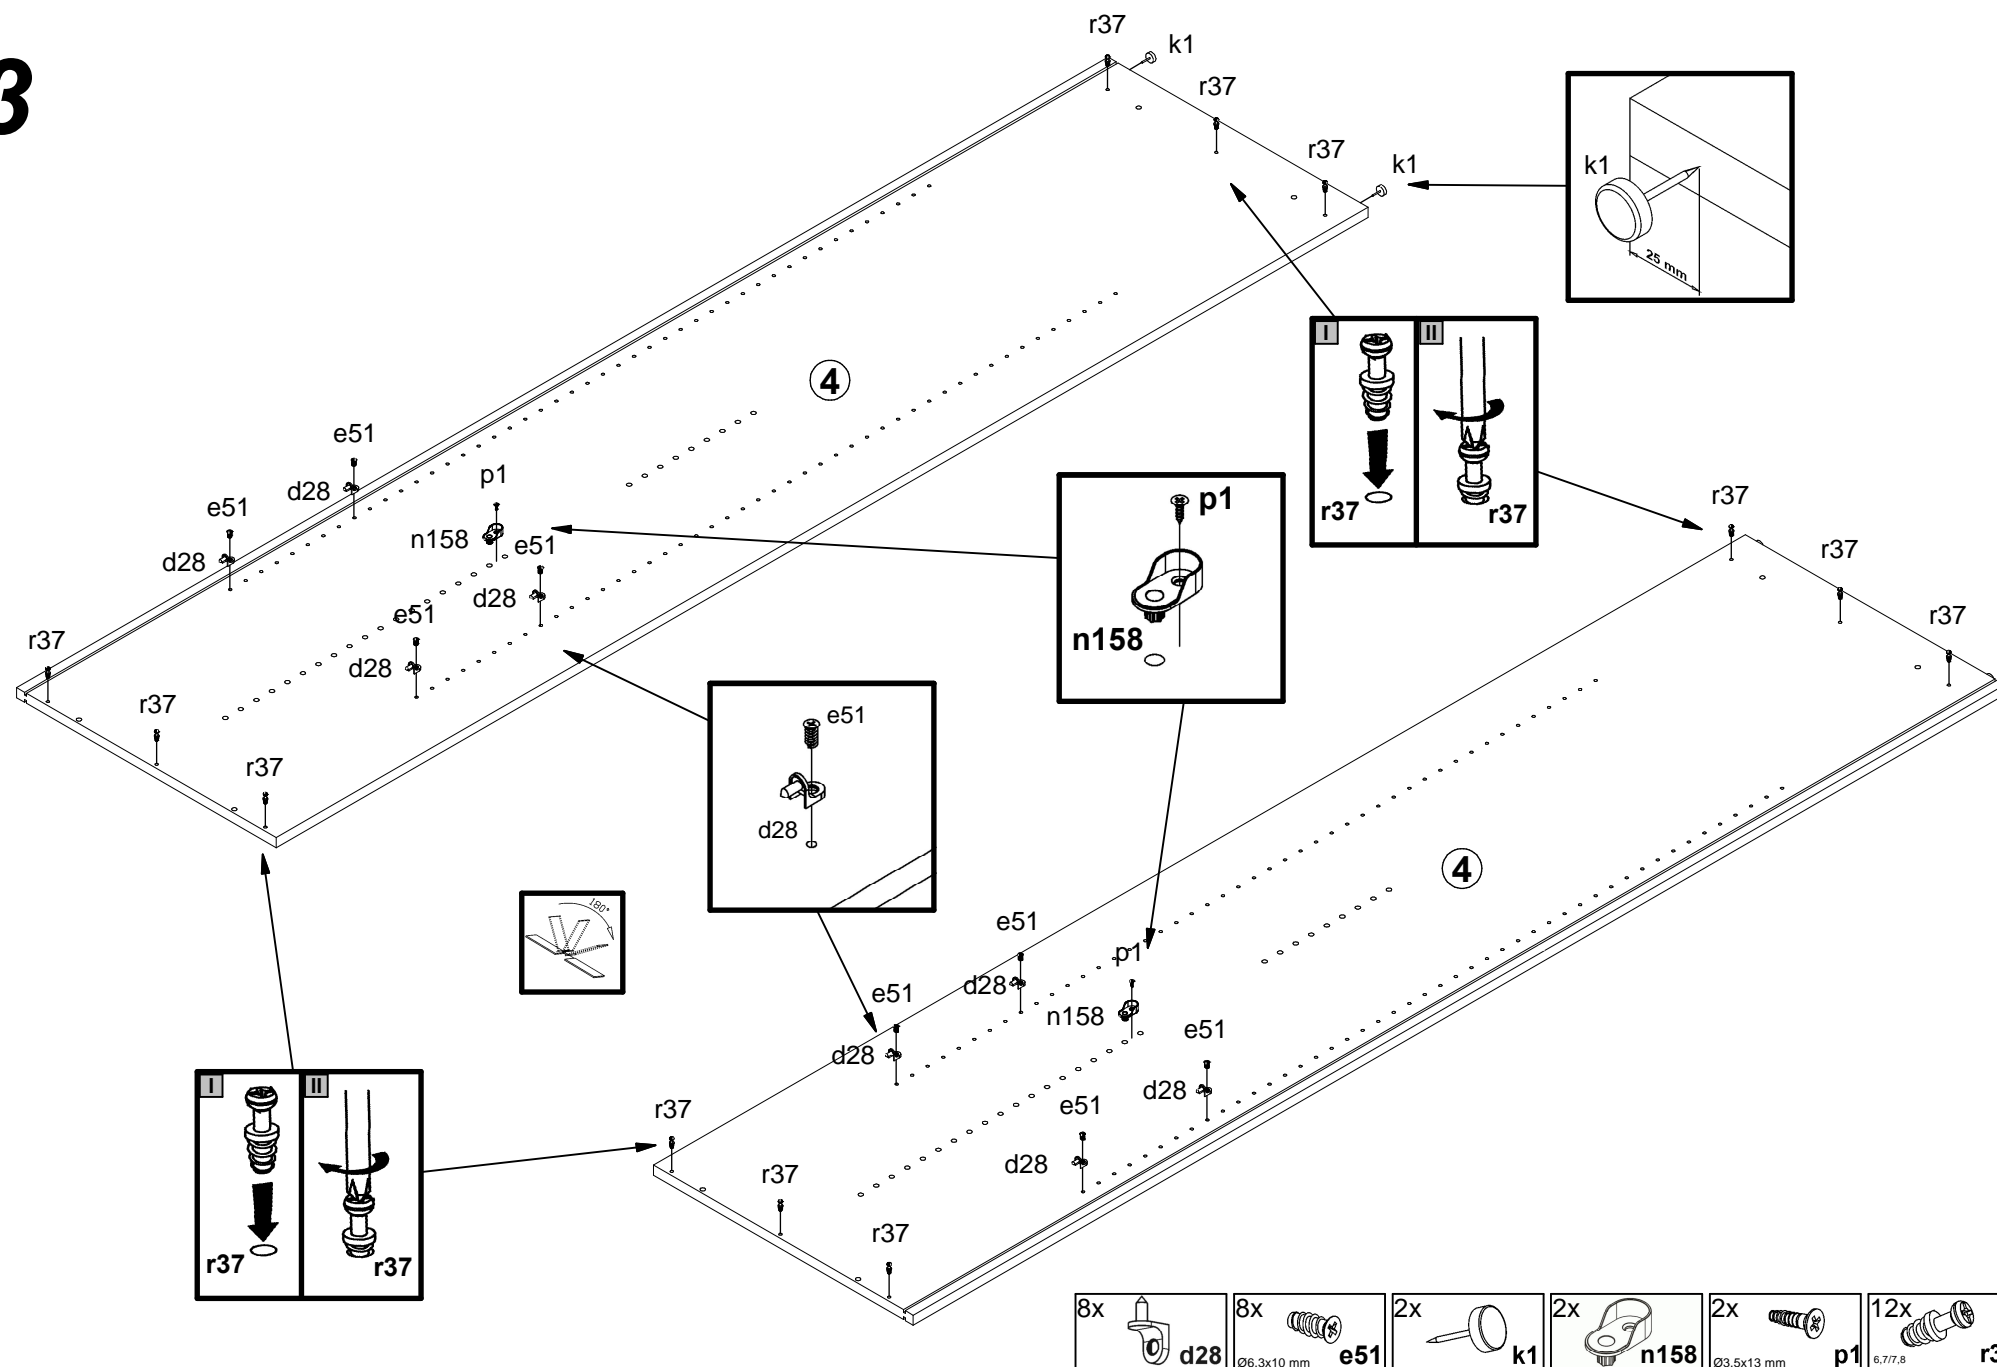 3
r37
k1
r37
r37
k1
k1
25 mm
I
II
r37
r37
4
e51
d28
p1
e51
d28
n158
e51
d28
e51
d28
r37
r37
r37
p1
n158
e51
d28
r37
r37
r37
4
180°
e51
d28
p1
n158
e51
d28
e51
d28
e51
d28
I
II
r37
r37
r37
r37
r37
8x
d28
8x
Ø6,3x10 mm
e51
2x
k1
2x
n158
2x
Ø3,5x13 mm
p1
12x
6,7/7,8